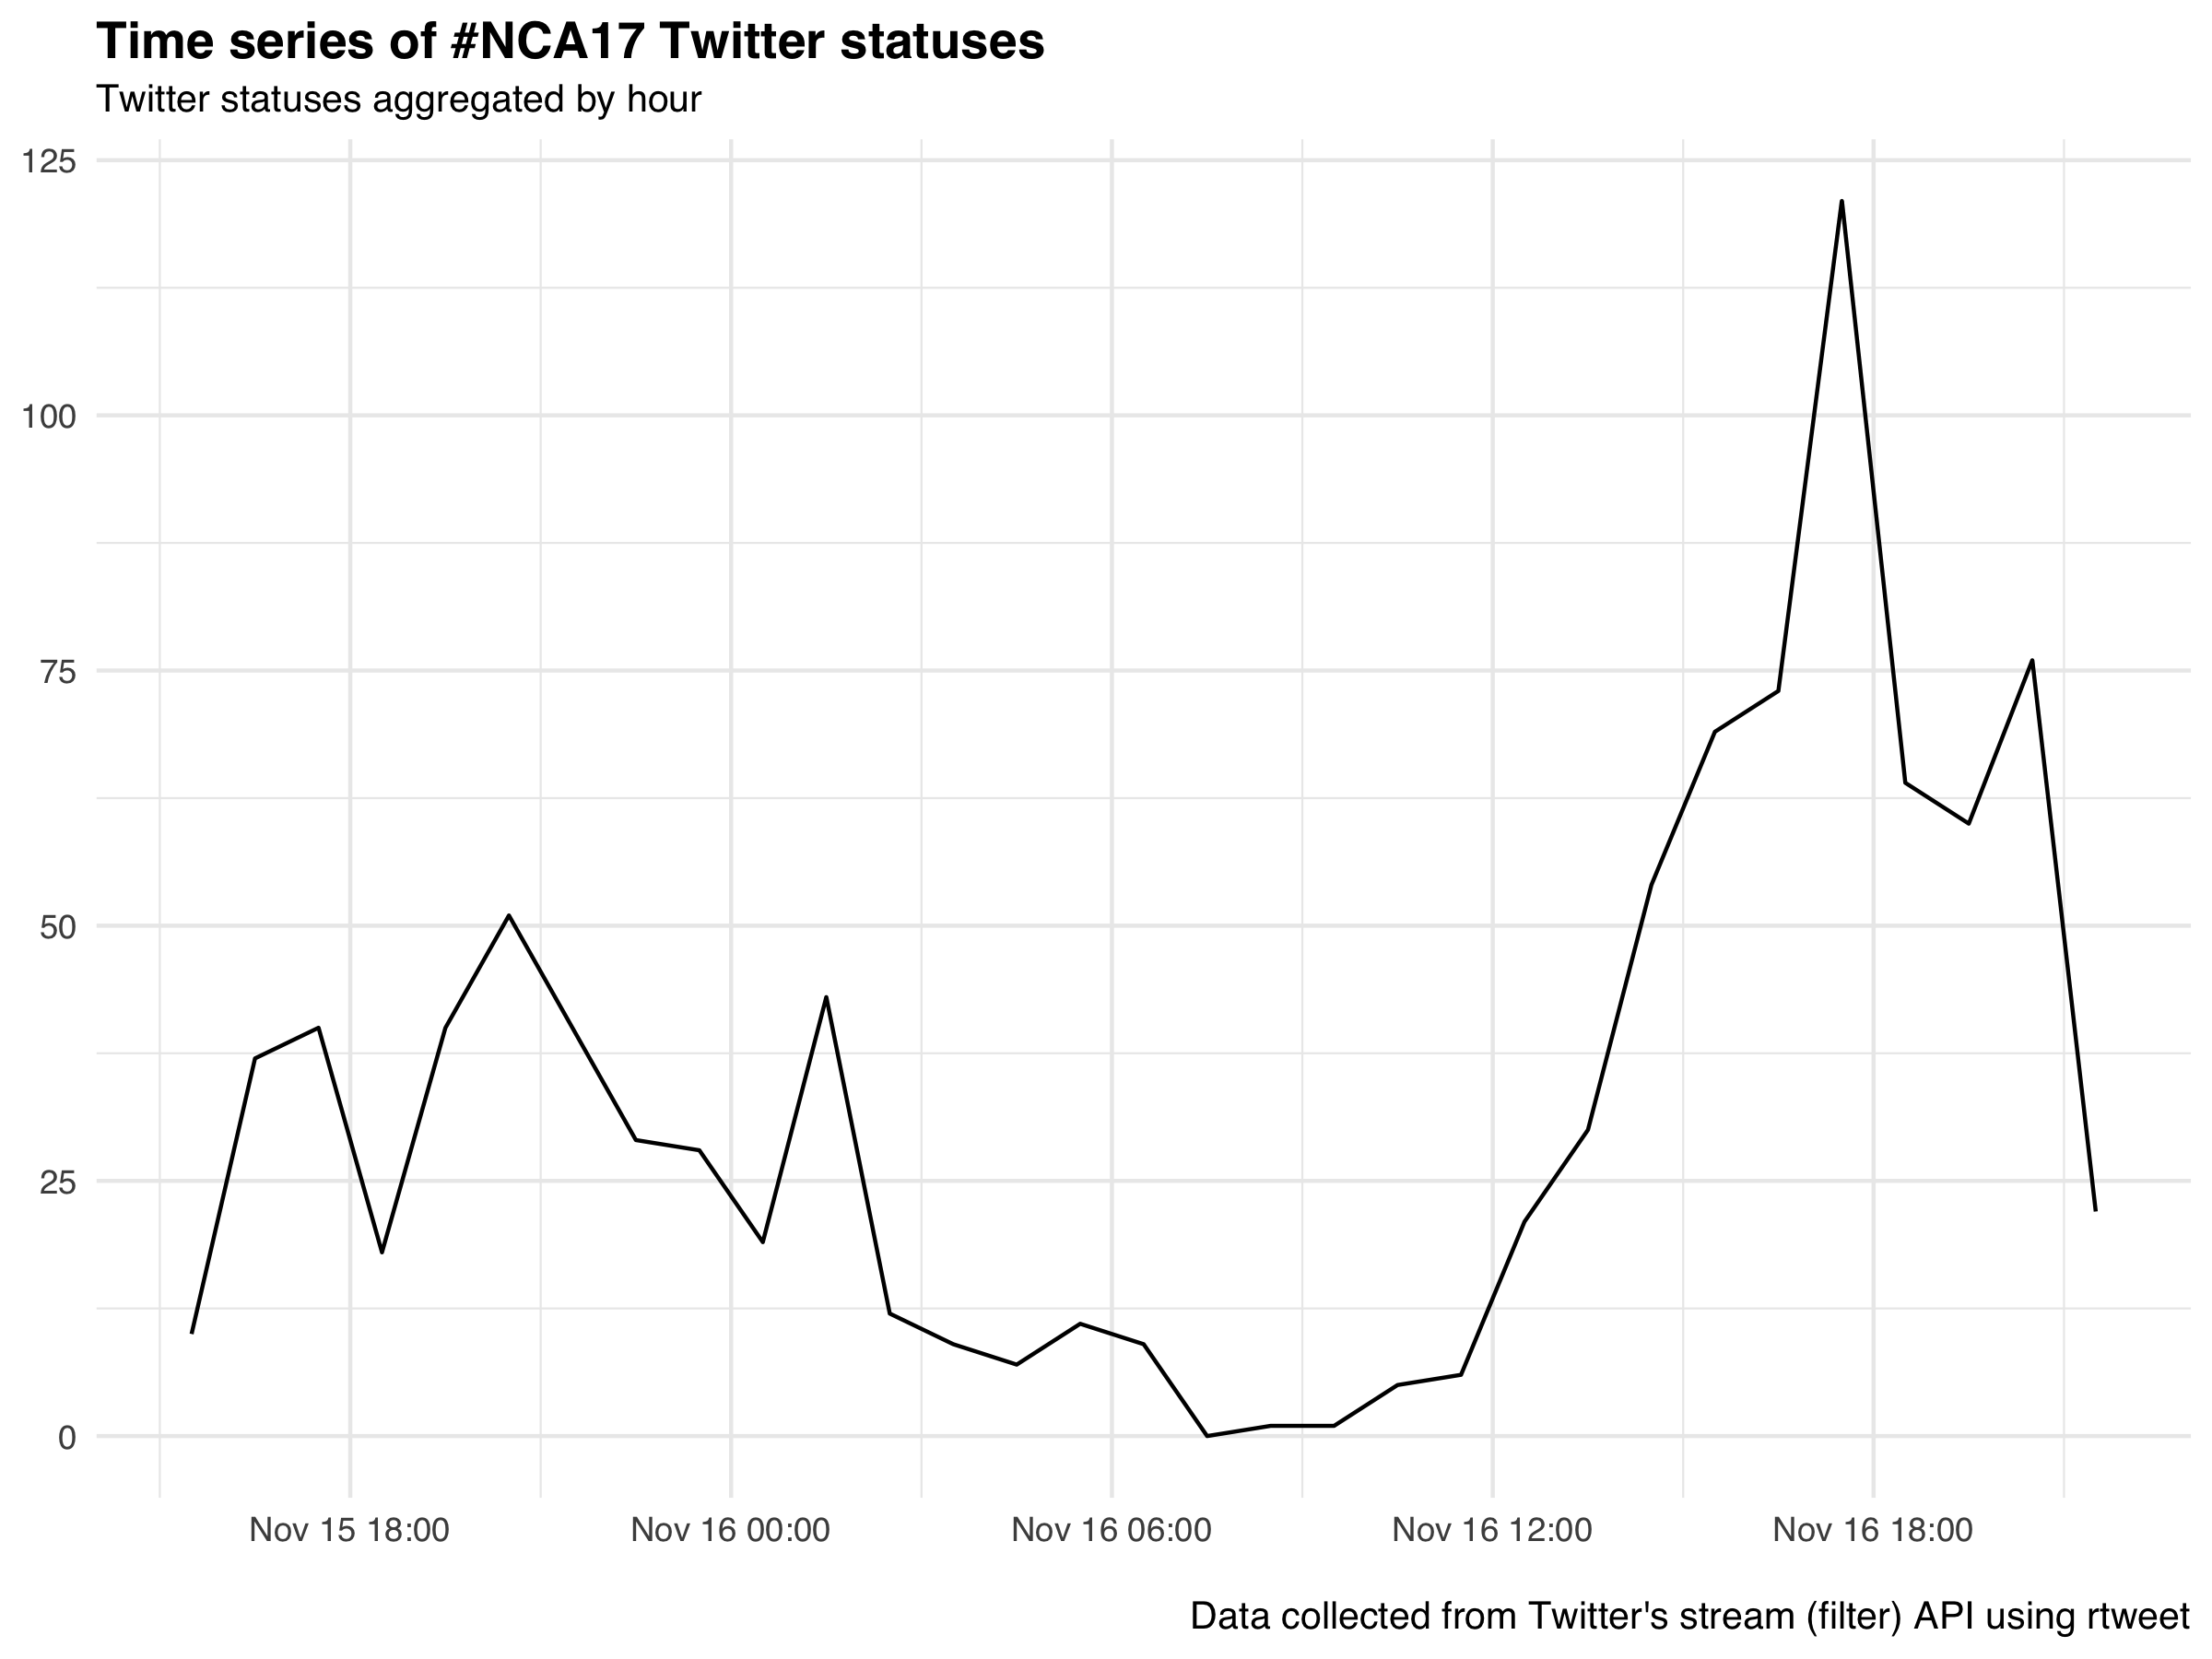 Time series of #NCA17 Twitter statuses
Twitter statuses aggregated by hour
125
100
75
50
25
0
Nov 15 18:00 Nov 16 00:00 Nov 16 06:00 Nov 16 12:00 Nov 16 18:00
Data collected from Twitter's stream (filter) API using rtweet